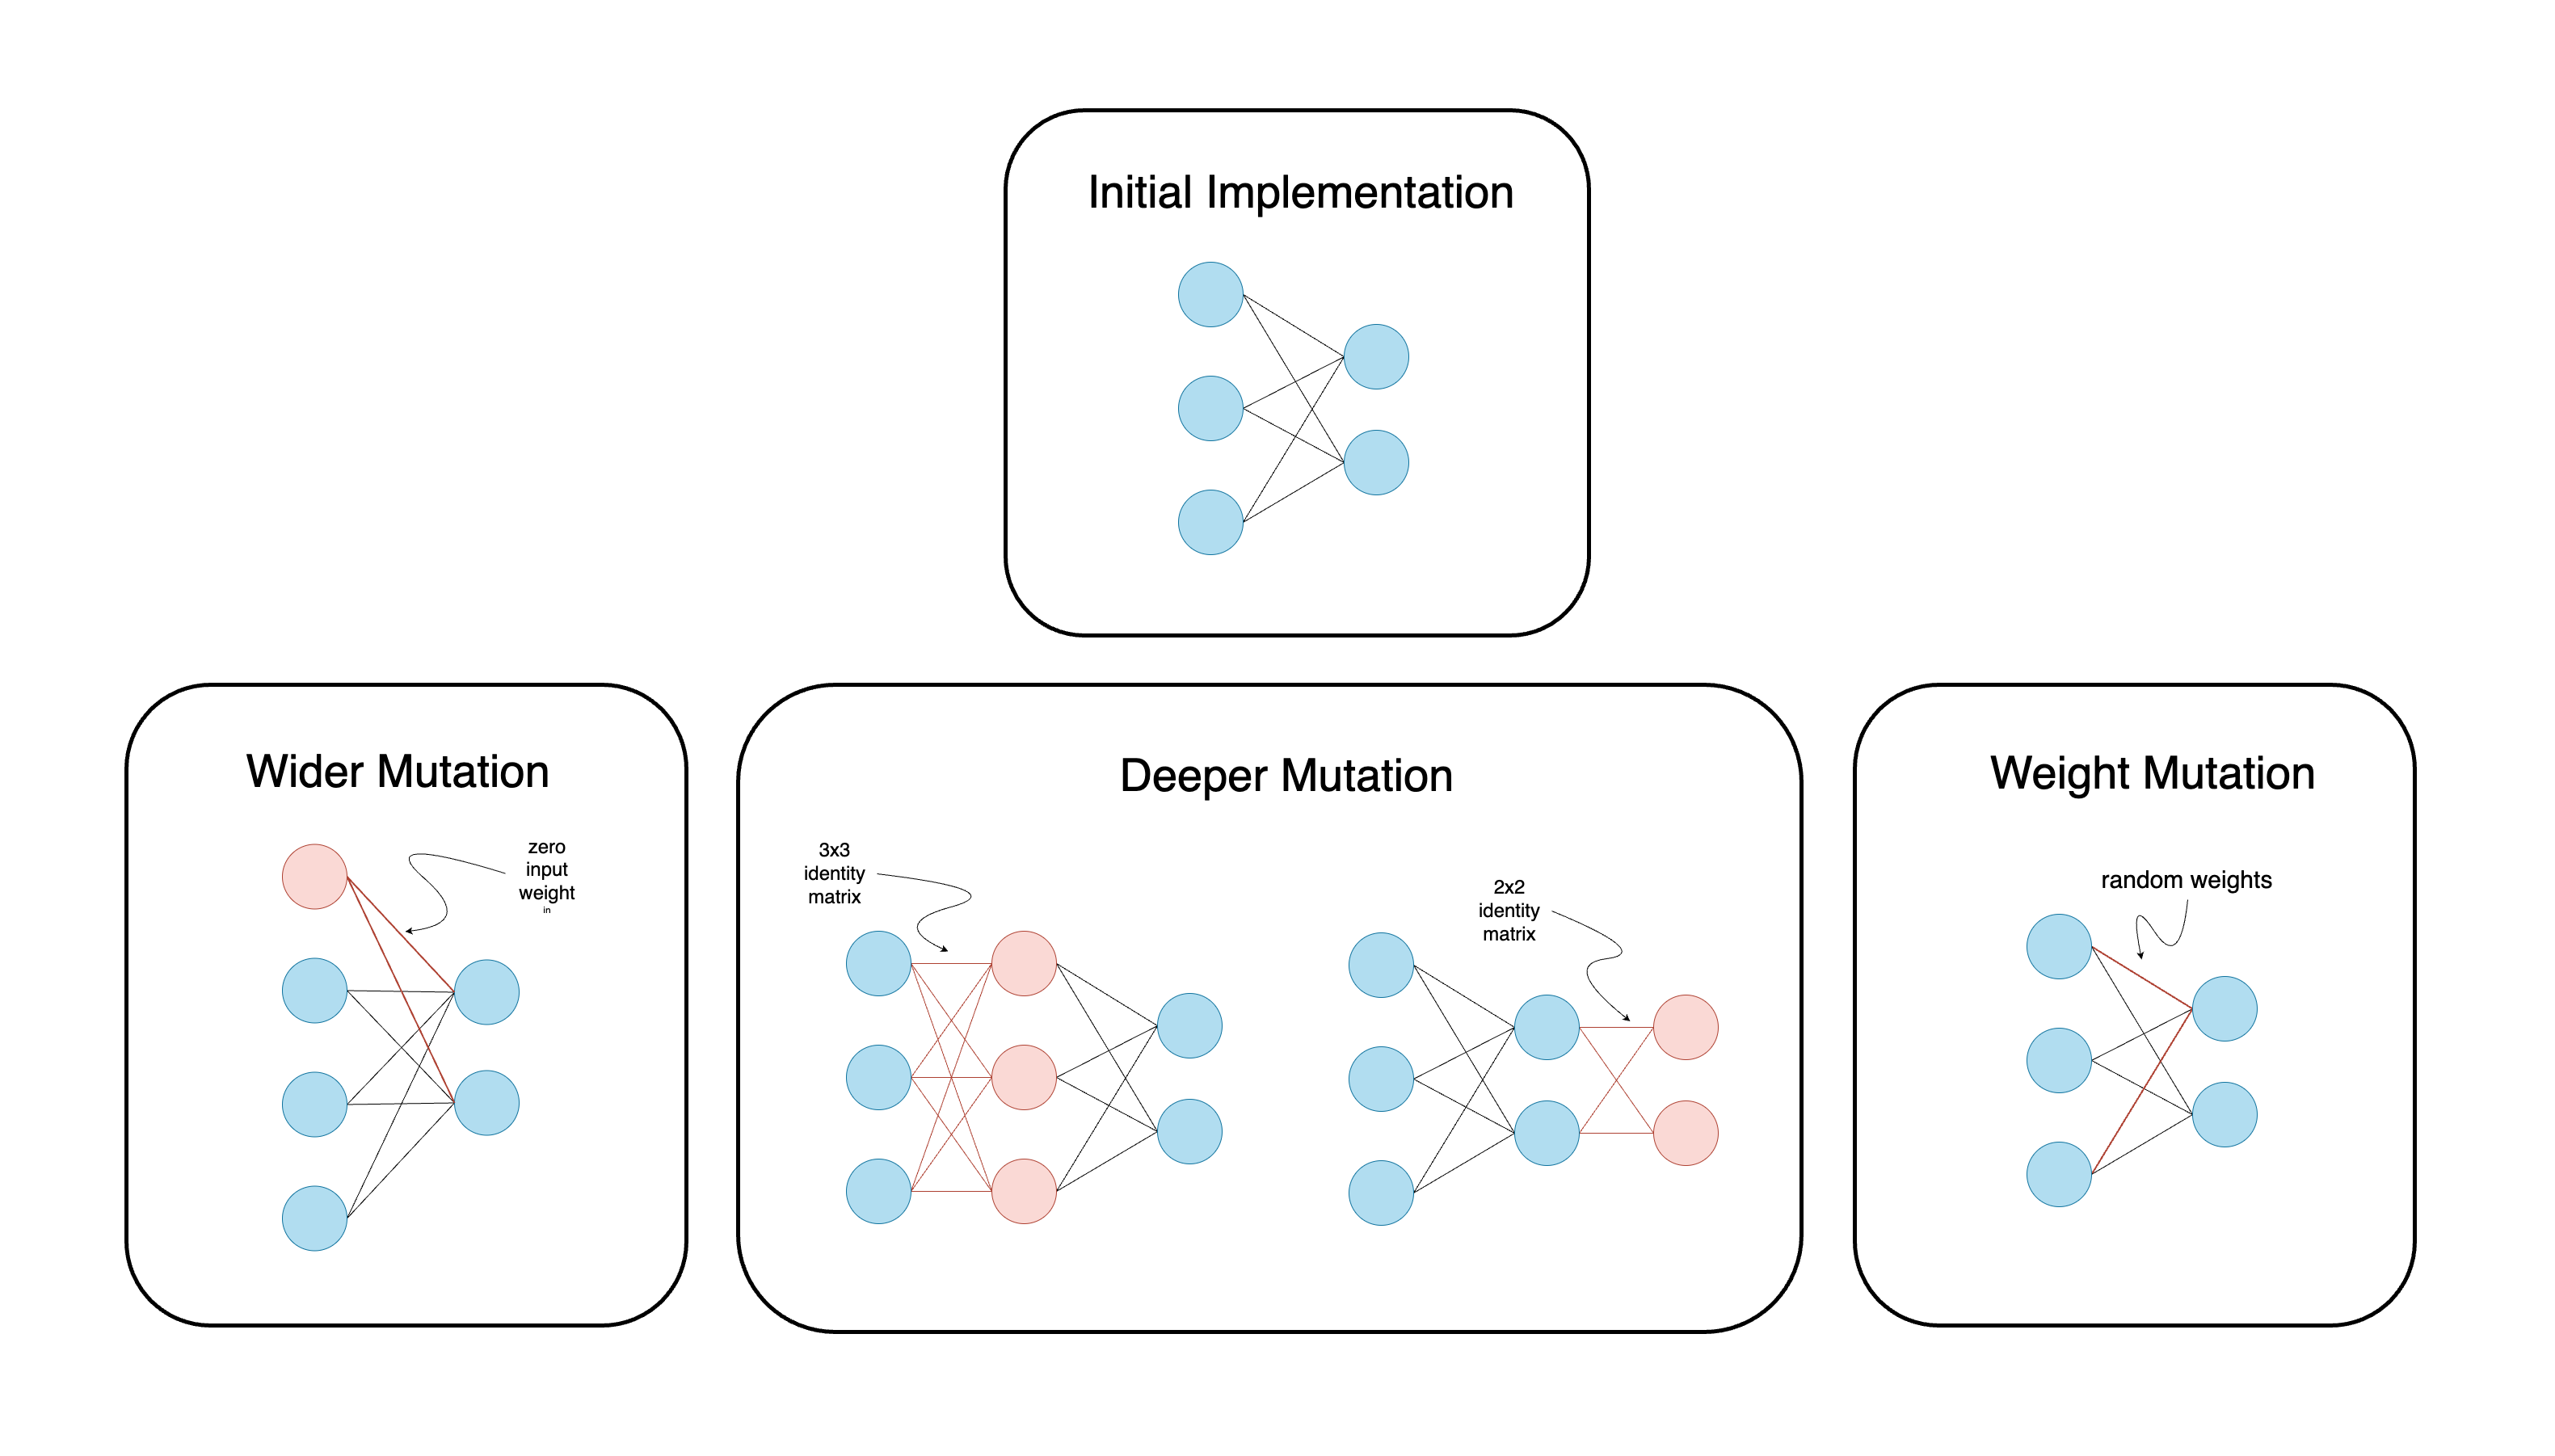 Initial Implementation
Wider Mutation
zero
input
weight
in
Deeper Mutation
3x3
identity
matrix
2x2
identity
matrix
Weight Mutation
random weights